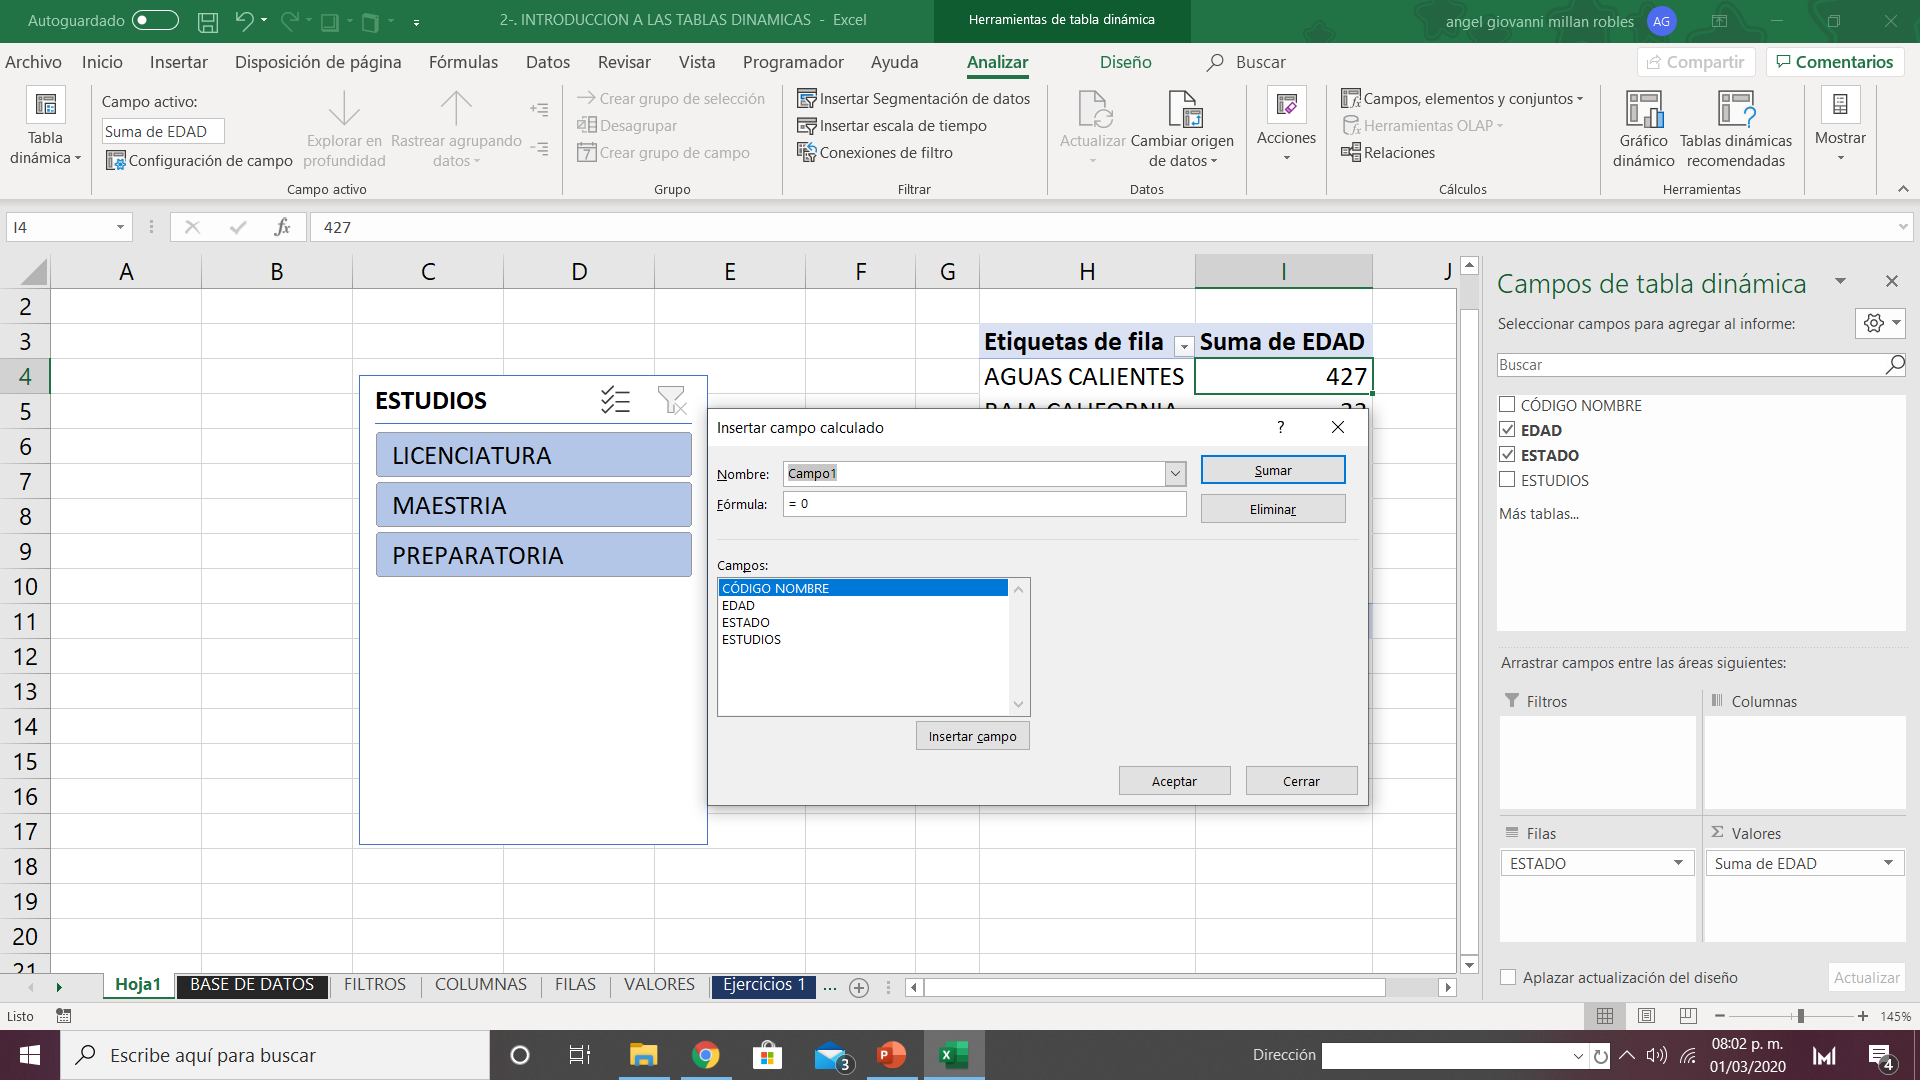 Autoguardado
2-. INTRODUCCION A LAS TABLAS DINAMICAS - Excel
Herramientas de tabla dinámica
angel giovanni millan robles AG
Archivo Inicio Insertar Disposición de página Fórmulas Datos Revisar Vista Programador Ayuda Analizar Diseño Buscar
Compartir Comentarios
Tabla dinámica
Campo activo:
Suma de EDAD
Configuración de campo
Explorar en profundidad
Rastrear agrupando datos
Campo activo
Crear grupo de selección
Desagrupar
7 Crear grupo de campo
Grupo
Insertar Segmentación de datos
Insertar escala de tiempo
Conexiones de filtro
Filtrar
Actualizar
Cambiar origen de datos
Datos
Acciones
Campos, elementos y conjuntos
Herramientas OLAP
Relaciones
Cálculos
Gráfico dinámico
Tablas dinámicas recomendadas
Herramientas
Mostrar
I4
fx
427
A B C D E F G H I J
2
3
4
5
6
7
8
9
10
11
12
13
14
15
16
17
18
19
20
21
Etiquetas de fila Suma de EDAD
AGUAS CALIENTES 427
BAJA CALIFORNIA
ESTUDIOS
LICENCIATURA
MAESTRIA
PREPARATORIA
Insertar campo calculado ?
Nombre: Campo1
Fórmula: = 0
Sumar
Eliminar
Campos:
CÓDIGO NOMBRE
EDAD
ESTADO
ESTUDIOS
Insertar campo
Aceptar Cerrar
Campos de tabla dinámica
Seleccionar campos para agregar al informe:
Buscar
CÓDIGO NOMBRE
EDAD
ESTADO
ESTUDIOS
Más tablas...
Arrastrar campos entre las áreas siguientes:
Filtros
Columnas
Filas
Σ Valores
ESTADO
Suma de EDAD
Aplazar actualización del diseño
Actualizar
Hoja1 BASE DE DATOS FILTROS COLUMNAS FILAS VALORES Ejercicios 1 ...
Listo
145%
Escribe aquí para buscar
3
Dirección
08:02 p. m.
01/03/2020
4